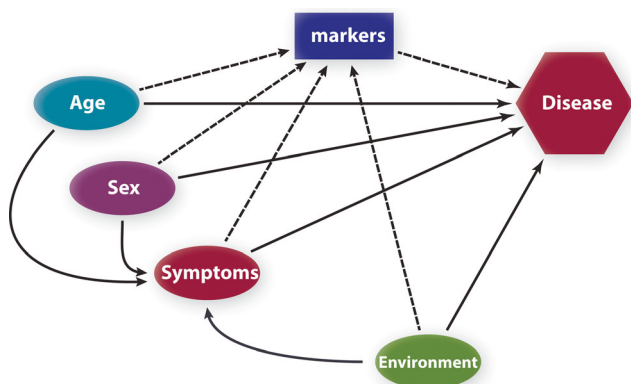 markers
Age
Disease
Sex
Symptoms
Environment